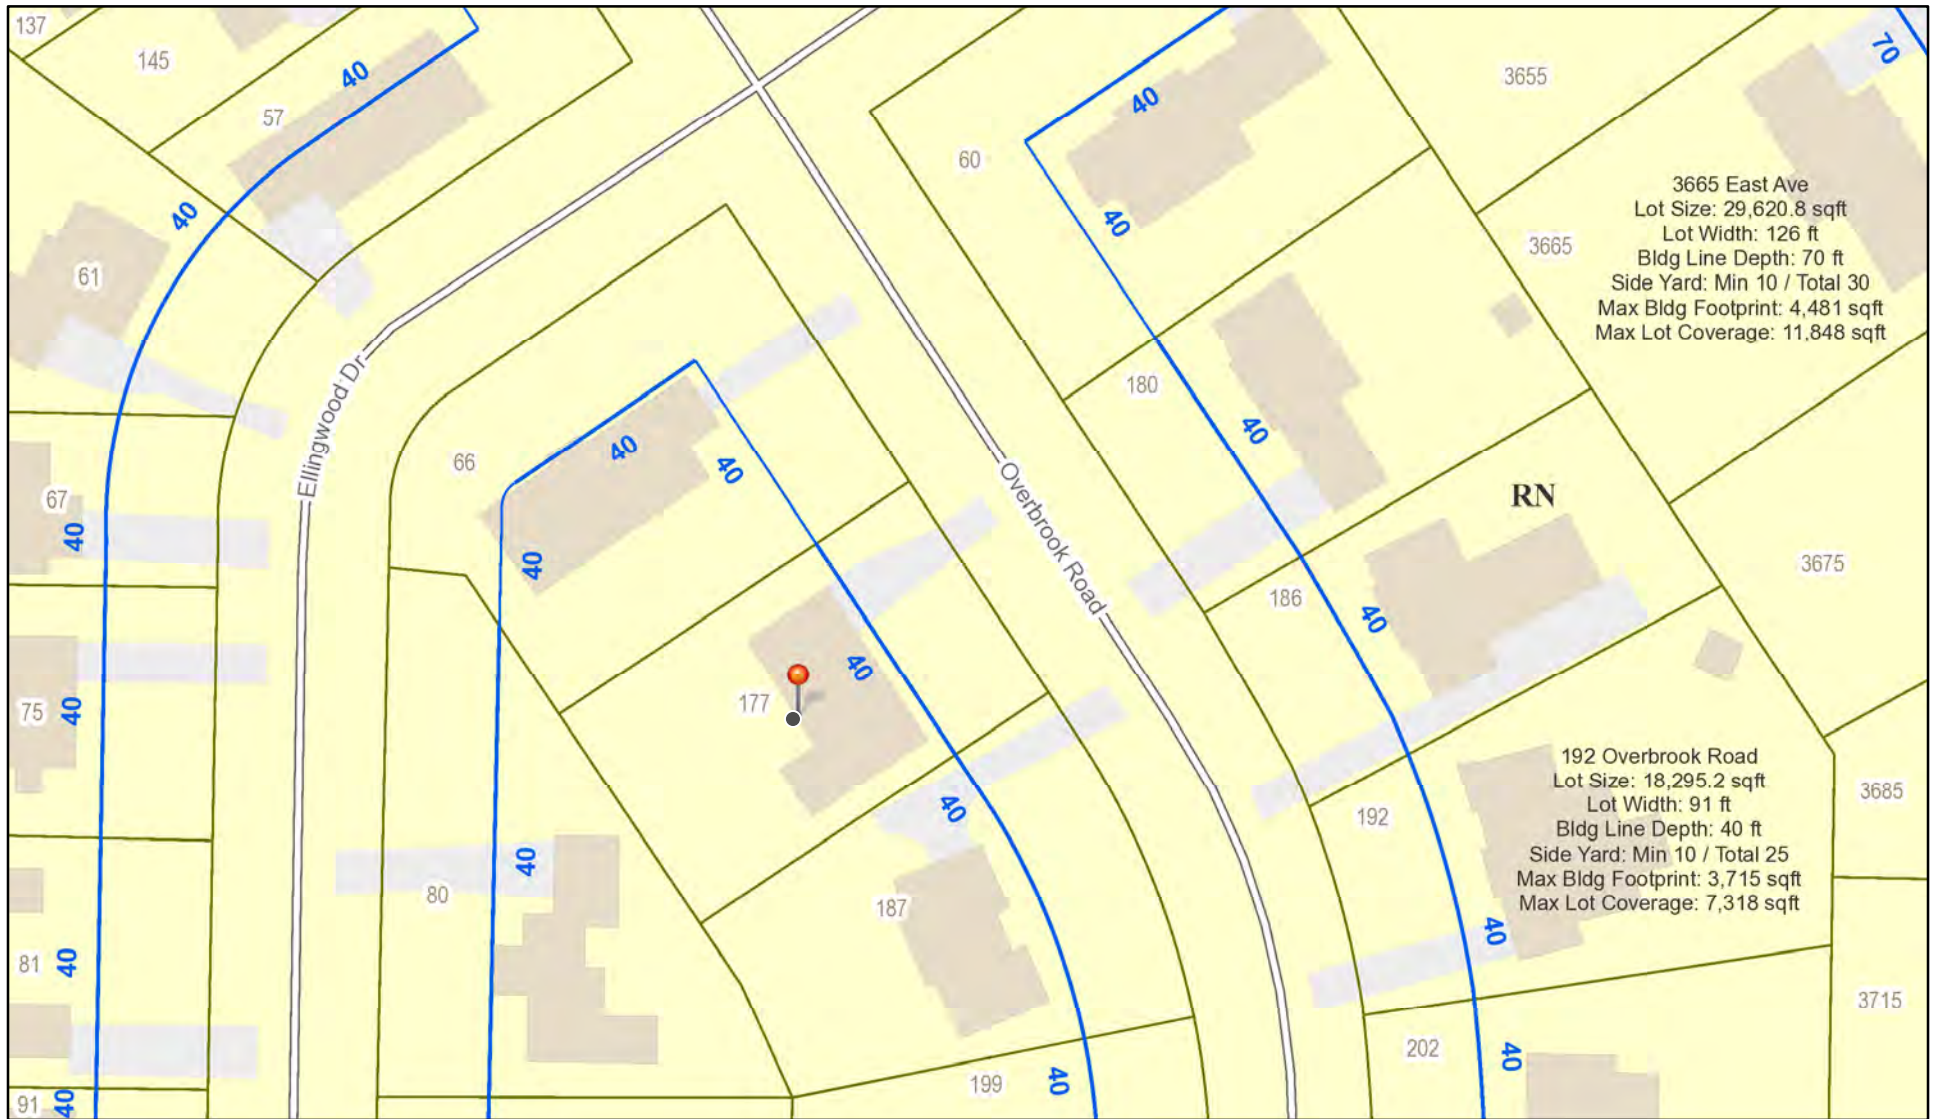 137
145
57
40
40
61
40
60
40
3655
70
3665 East Ave
Lot Size: 29,620.8 sqft
Lot Width: 126 ft
Bldg Line Depth: 70 ft
Side Yard: Min 10 / Total 30
Max Bldg Footprint: 4,481 sqft
Max Lot Coverage: 11,848 sqft
3665
180
40
RN
Ellingwood Dr
66
40
40
67
40
40
Overbrook Road
186
40
3675
75
40
177
40
40
192 Overbrook Road
Lot Size: 18,295.2 sqft
Lot Width: 91 ft
Bldg Line Depth: 40 ft
Side Yard: Min 10 / Total 25
Max Bldg Footprint: 3,715 sqft
Max Lot Coverage: 7,318 sqft
192
3685
80
40
187
40
81
40
3715
202
40
199
40
91
40